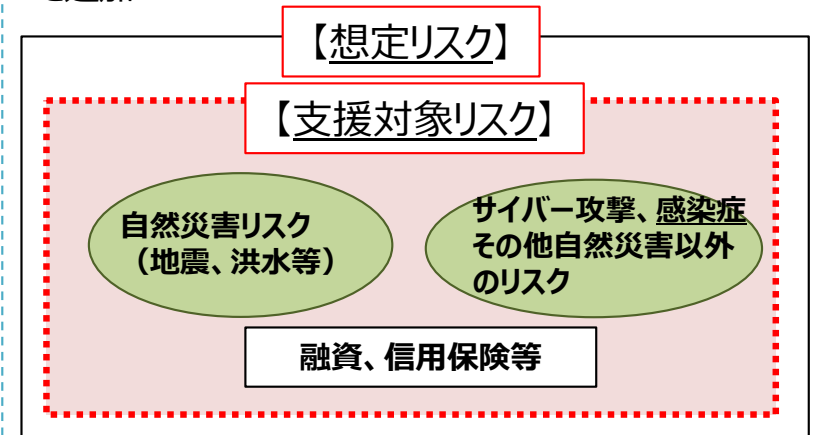 【想定リスク】
【支援対象リスク】
自然災害リスク
（地震、洪水等）
サイバー攻撃、感染症
その他自然災害以外
のリスク
融資、信用保険等